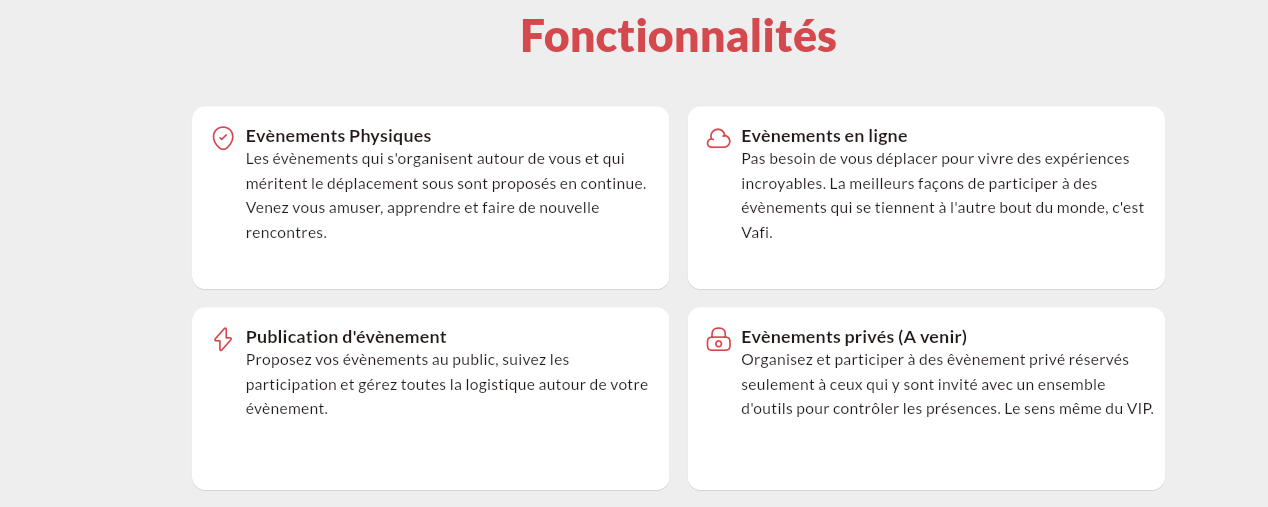 Fonctionnalités
Evènements Physiques
Les évènements qui s'organisent autour de vous et qui
méritent le déplacement sous sont proposés en continue.
Venez vous amuser, apprendre et faire de nouvelle
rencontres.
Evènements en ligne
Pas besoin de vous déplacer pour vivre des expériences
incroyables. La meilleurs façons de participer à des
évènements qui se tiennent à l'autre bout du monde, c'est
Vafi.
Publication d'évènement
Proposez vos évènements au public, suivez les
participation et gérez toutes la logistique autour de votre
évènement.
Evènements privés (A venir)
Organisez et participer à des êvènement privé réservés
seulement à ceux qui y sont invité avec un ensemble
d'outils pour contrôler les présences. Le sens même du VIP.